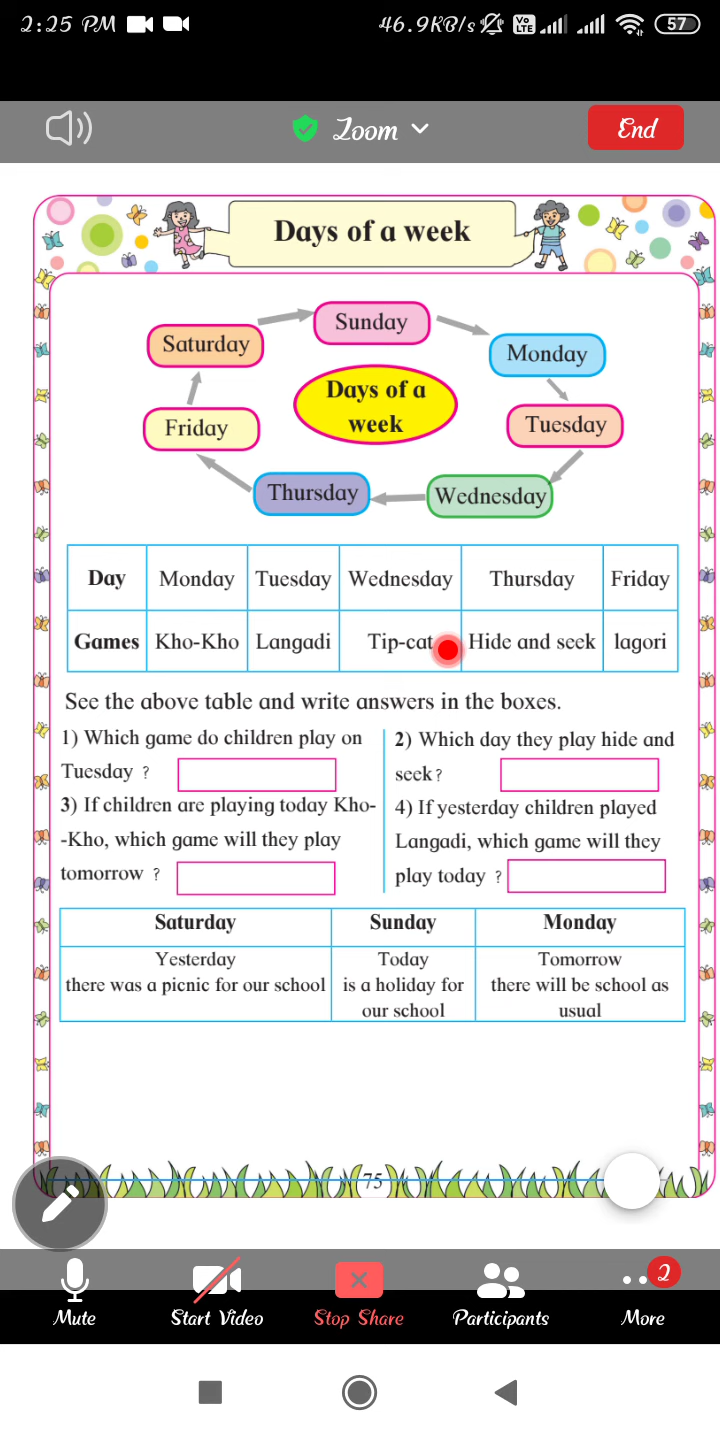 2:25 PM 46.9KB/s Vo LTE 57
Zoom End
Days of a week
Sunday
Saturday
Monday
Days of a
week
Friday
Tuesday
Thursday
Wednesday
Day Monday Tuesday Wednesday Thursday Friday
Games Kho-Kho Langadi Tip-cat Hide and seek lagori
See the above table and write answers in the boxes.
1) Which game do children play on
Tuesday ?
2) Which day they play hide and
seek?
3) If children are playing today Kho-
-Kho, which game will they play
tomorrow ?
4) If yesterday children played
Langadi, which game will they
play today ?
Saturday Sunday Monday
Yesterday Today Tomorrow
there was a picnic for our school is a holiday for there will be school as
our school usual
75
2
Mute Start Video Stop Share Participants More